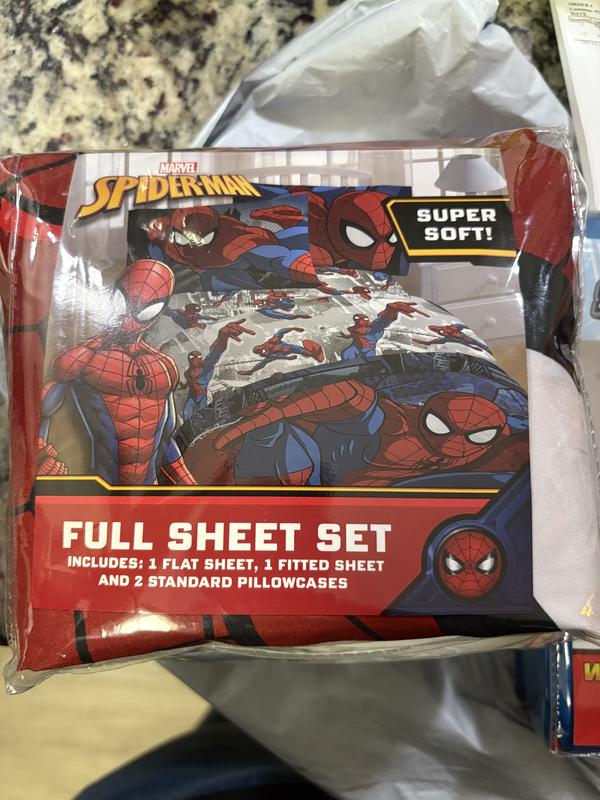 MARVEL
SPIDER-MAN
SUPER
SOFT!
FULL SHEET SET
INCLUDES: 1 FLAT SHEET, 1 FITTED SHEET
AND 2 STANDARD PILLOWCASES